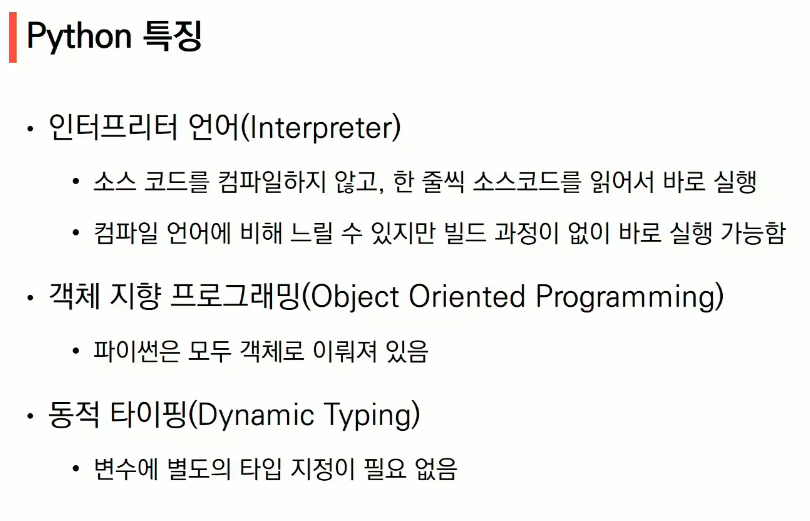 Python 특징
• 인터프리터 언어(Interpreter)
• 소스 코드를 컴파일하지 않고, 한 줄씩 소스코드를 읽어서 바로 실행
• 컴파일 언어에 비해 느릴 수 있지만 빌드 과정이 없이 바로 실행 가능함
• 객체 지향 프로그래밍(Object Oriented Programming)
• 파이썬은 모두 객체로 이뤄져 있음
• 동적 타이핑(Dynamic Typing)
• 변수에 별도의 타입 지정이 필요 없음